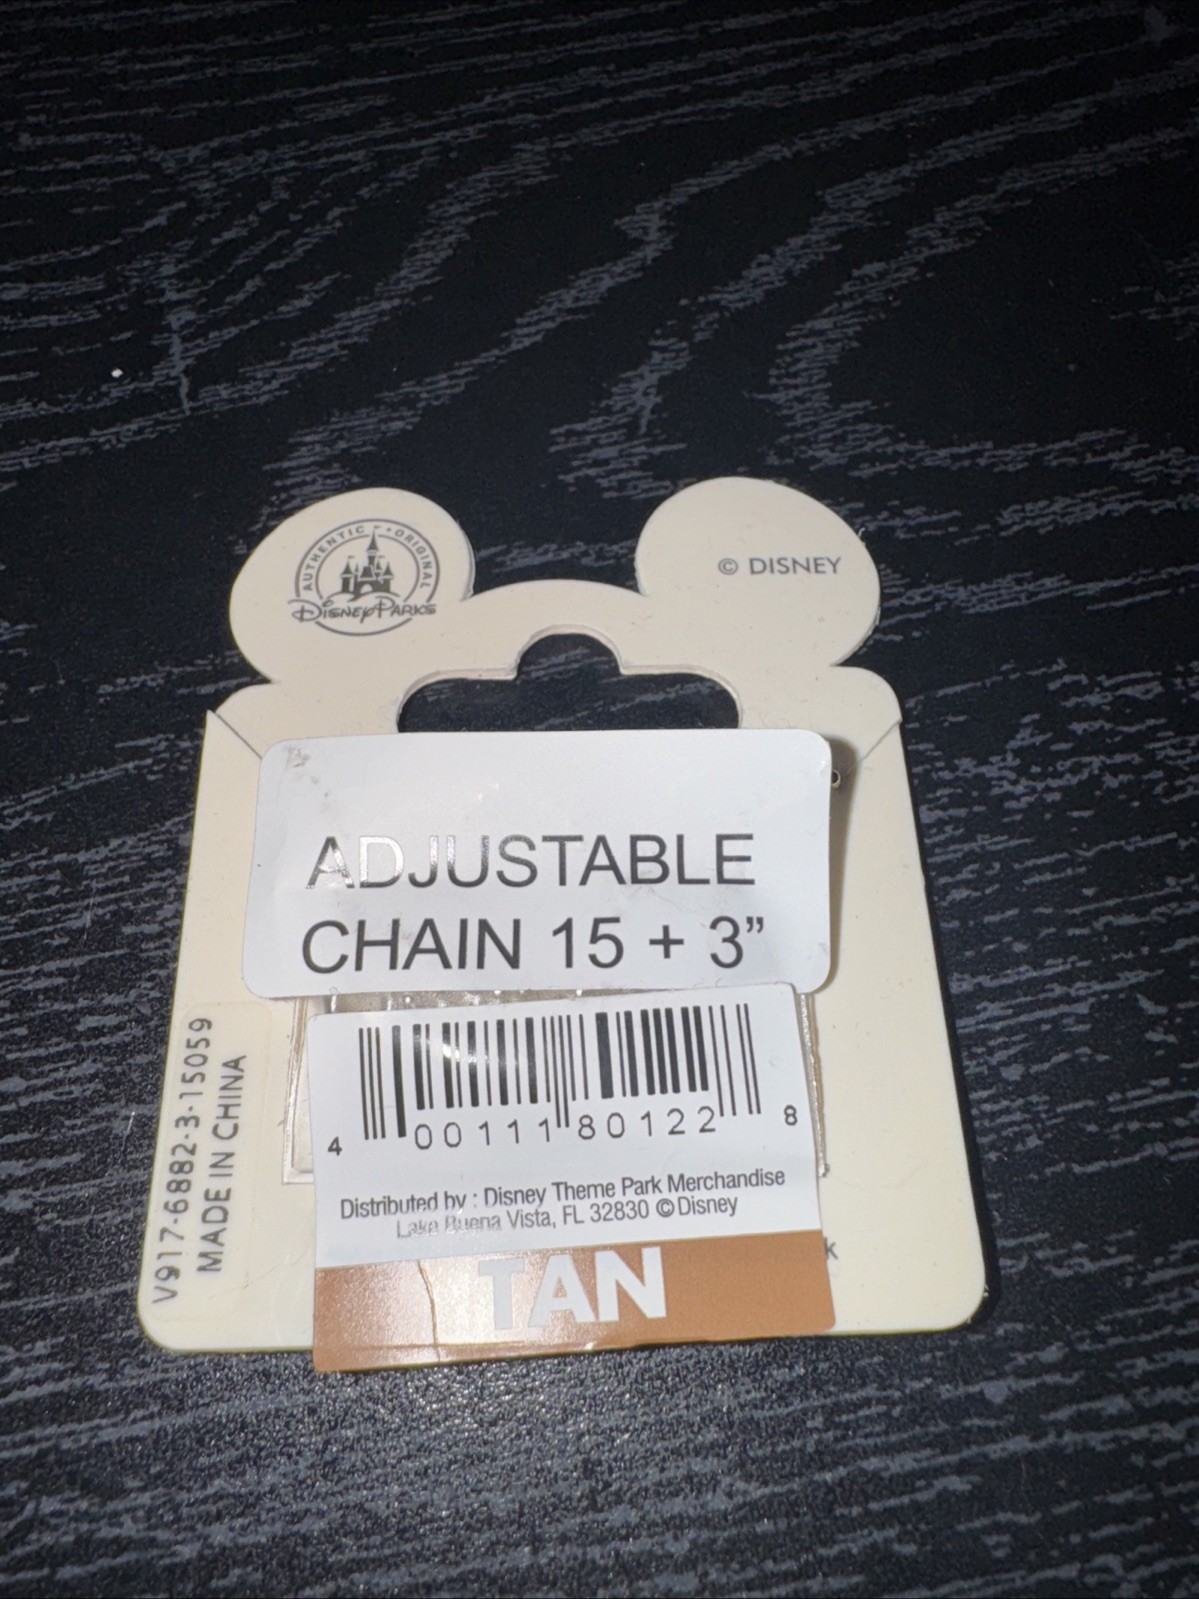 AUTHENTIC • ORIGINAL
Disney Parks
© DISNEY
ADJUSTABLE
CHAIN 15 + 3”
4 00111 80122 8
Distributed by : Disney Theme Park Merchandise
Lake Buena Vista, FL 32830 © Disney
TAN
V917-6882-3-15059
MADE IN CHINA